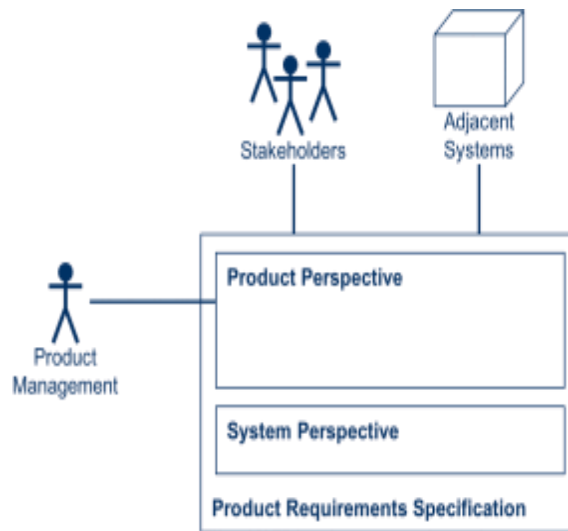 Stakeholders
Adjacent
Systems
Product Perspective
Product
Management
System Perspective
Product Requirements Specification